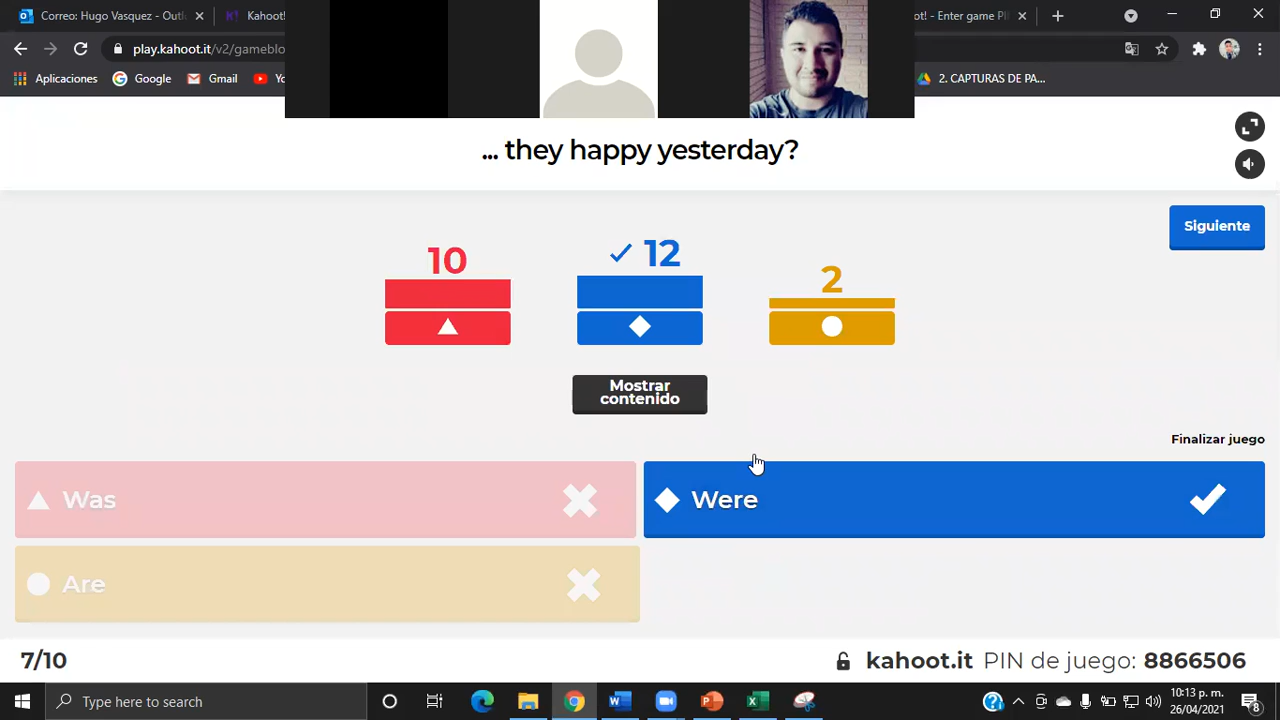 Correo: Hugo Vasquez - Outl
Kahoot!
ot! - Enter game Pi
play.kahoot.it/v2/gameblo
Aplicaciones
Google
Gmail
Yo
2. CAPTURAS DE PA...
... they happy yesterday?
Siguiente
10
12
2
Mostrar
contenido
Finalizar juego
Was
Were
Are
7/10
kahoot.it PIN de juego: 8866506
Type here to search
10:13 p. m.
26/04/2021
8